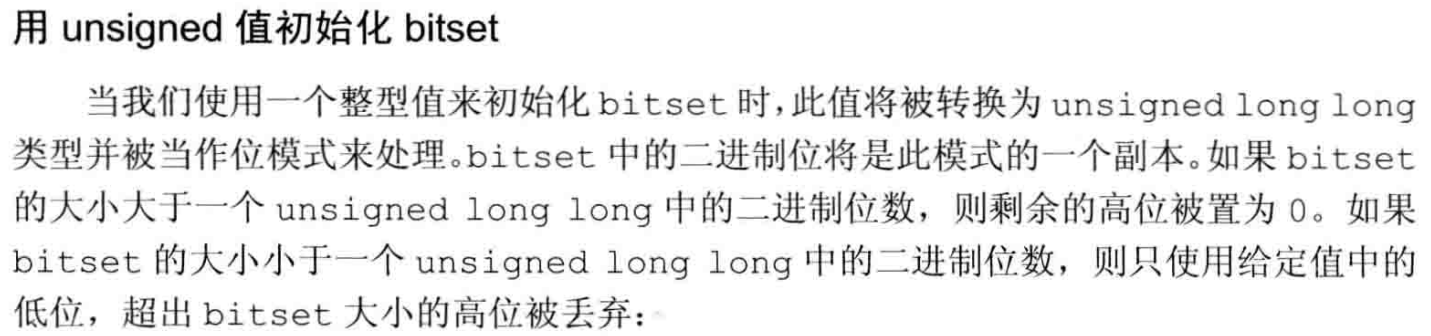 用 unsigned 值初始化 bitset
当我们使用一个整型值来初始化 bitset 时,此值将被转换为 unsigned long long
类型并被当作位模式来处理。bitset 中的二进制位将是此模式的一个副本。如果 bitset
的大小大于一个 unsigned long long 中的二进制位数，则剩余的高位被置为 0。如果
bitset 的大小小于一个 unsigned long long 中的二进制位数，则只使用给定值中的
低位，超出 bitset 大小的高位被丢弃：